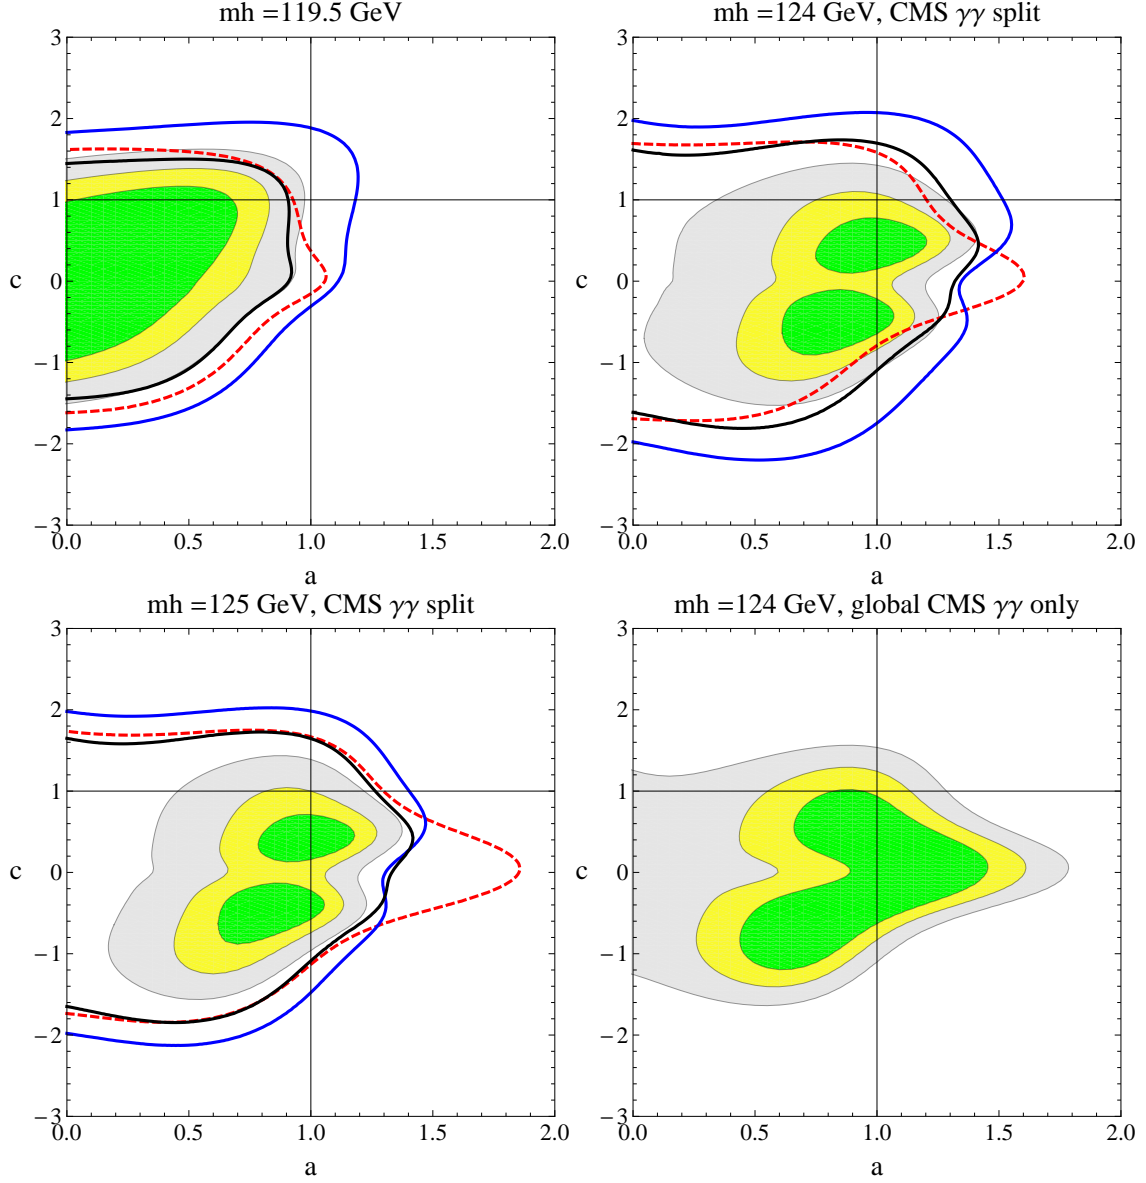 mh =119.5 GeV
3
2
1
0
−1
−2
−3
c
0.0 0.5 1.0 1.5 2.0
a
mh =124 GeV, CMS γγ split
3
2
1
0
−1
−2
−3
c
0.0 0.5 1.0 1.5 2.0
a
mh =125 GeV, CMS γγ split
3
2
1
0
−1
−2
−3
c
0.0 0.5 1.0 1.5 2.0
a
mh =124 GeV, global CMS γγ only
3
2
1
0
−1
−2
−3
c
0.0 0.5 1.0 1.5 2.0
a